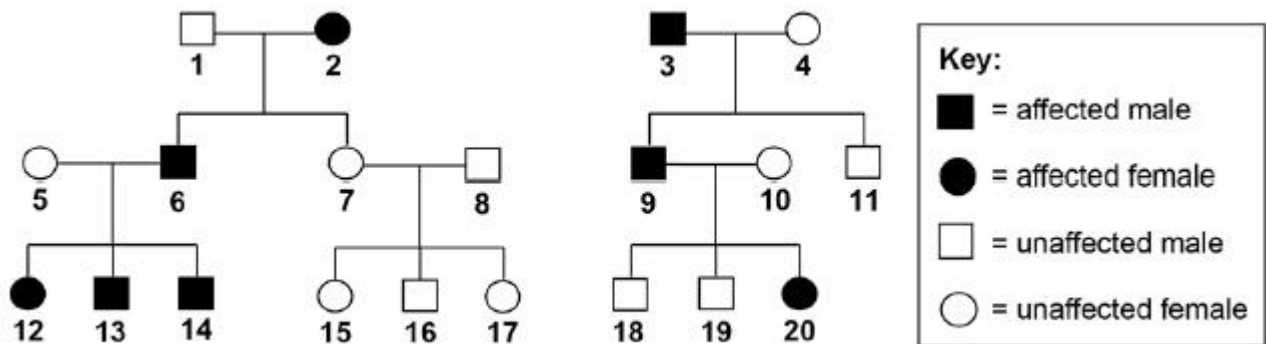 1 2 3 4
5 6 7 8 9 10 11
12 13 14 15 16 17 18 19 20
Key:
= affected male
= affected female
= unaffected male
= unaffected female